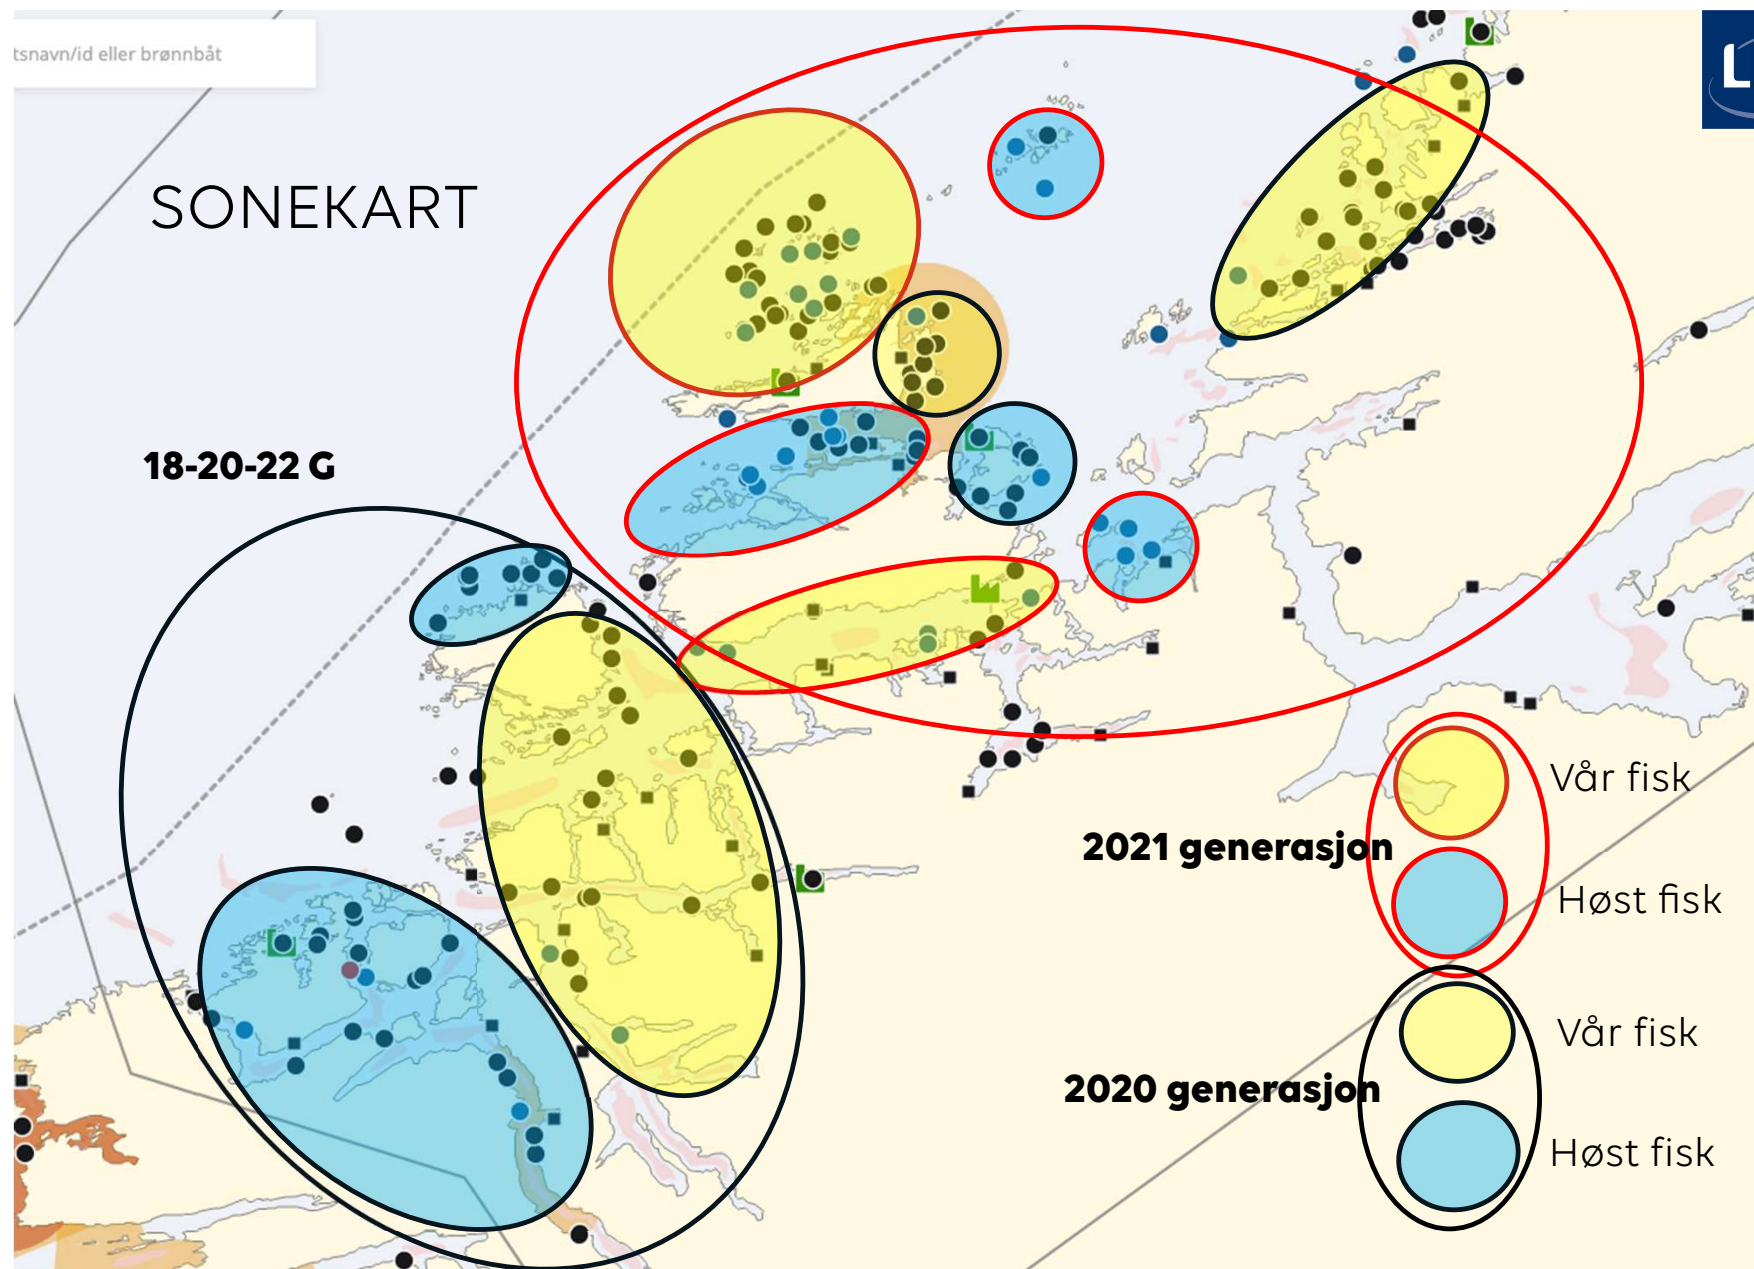 tsnavn/id eller brønnbåt
L
SONEKART
18-20-22 G
Vår fisk
2021 generasjon
Høst fisk
Vår fisk
2020 generasjon
Høst fisk